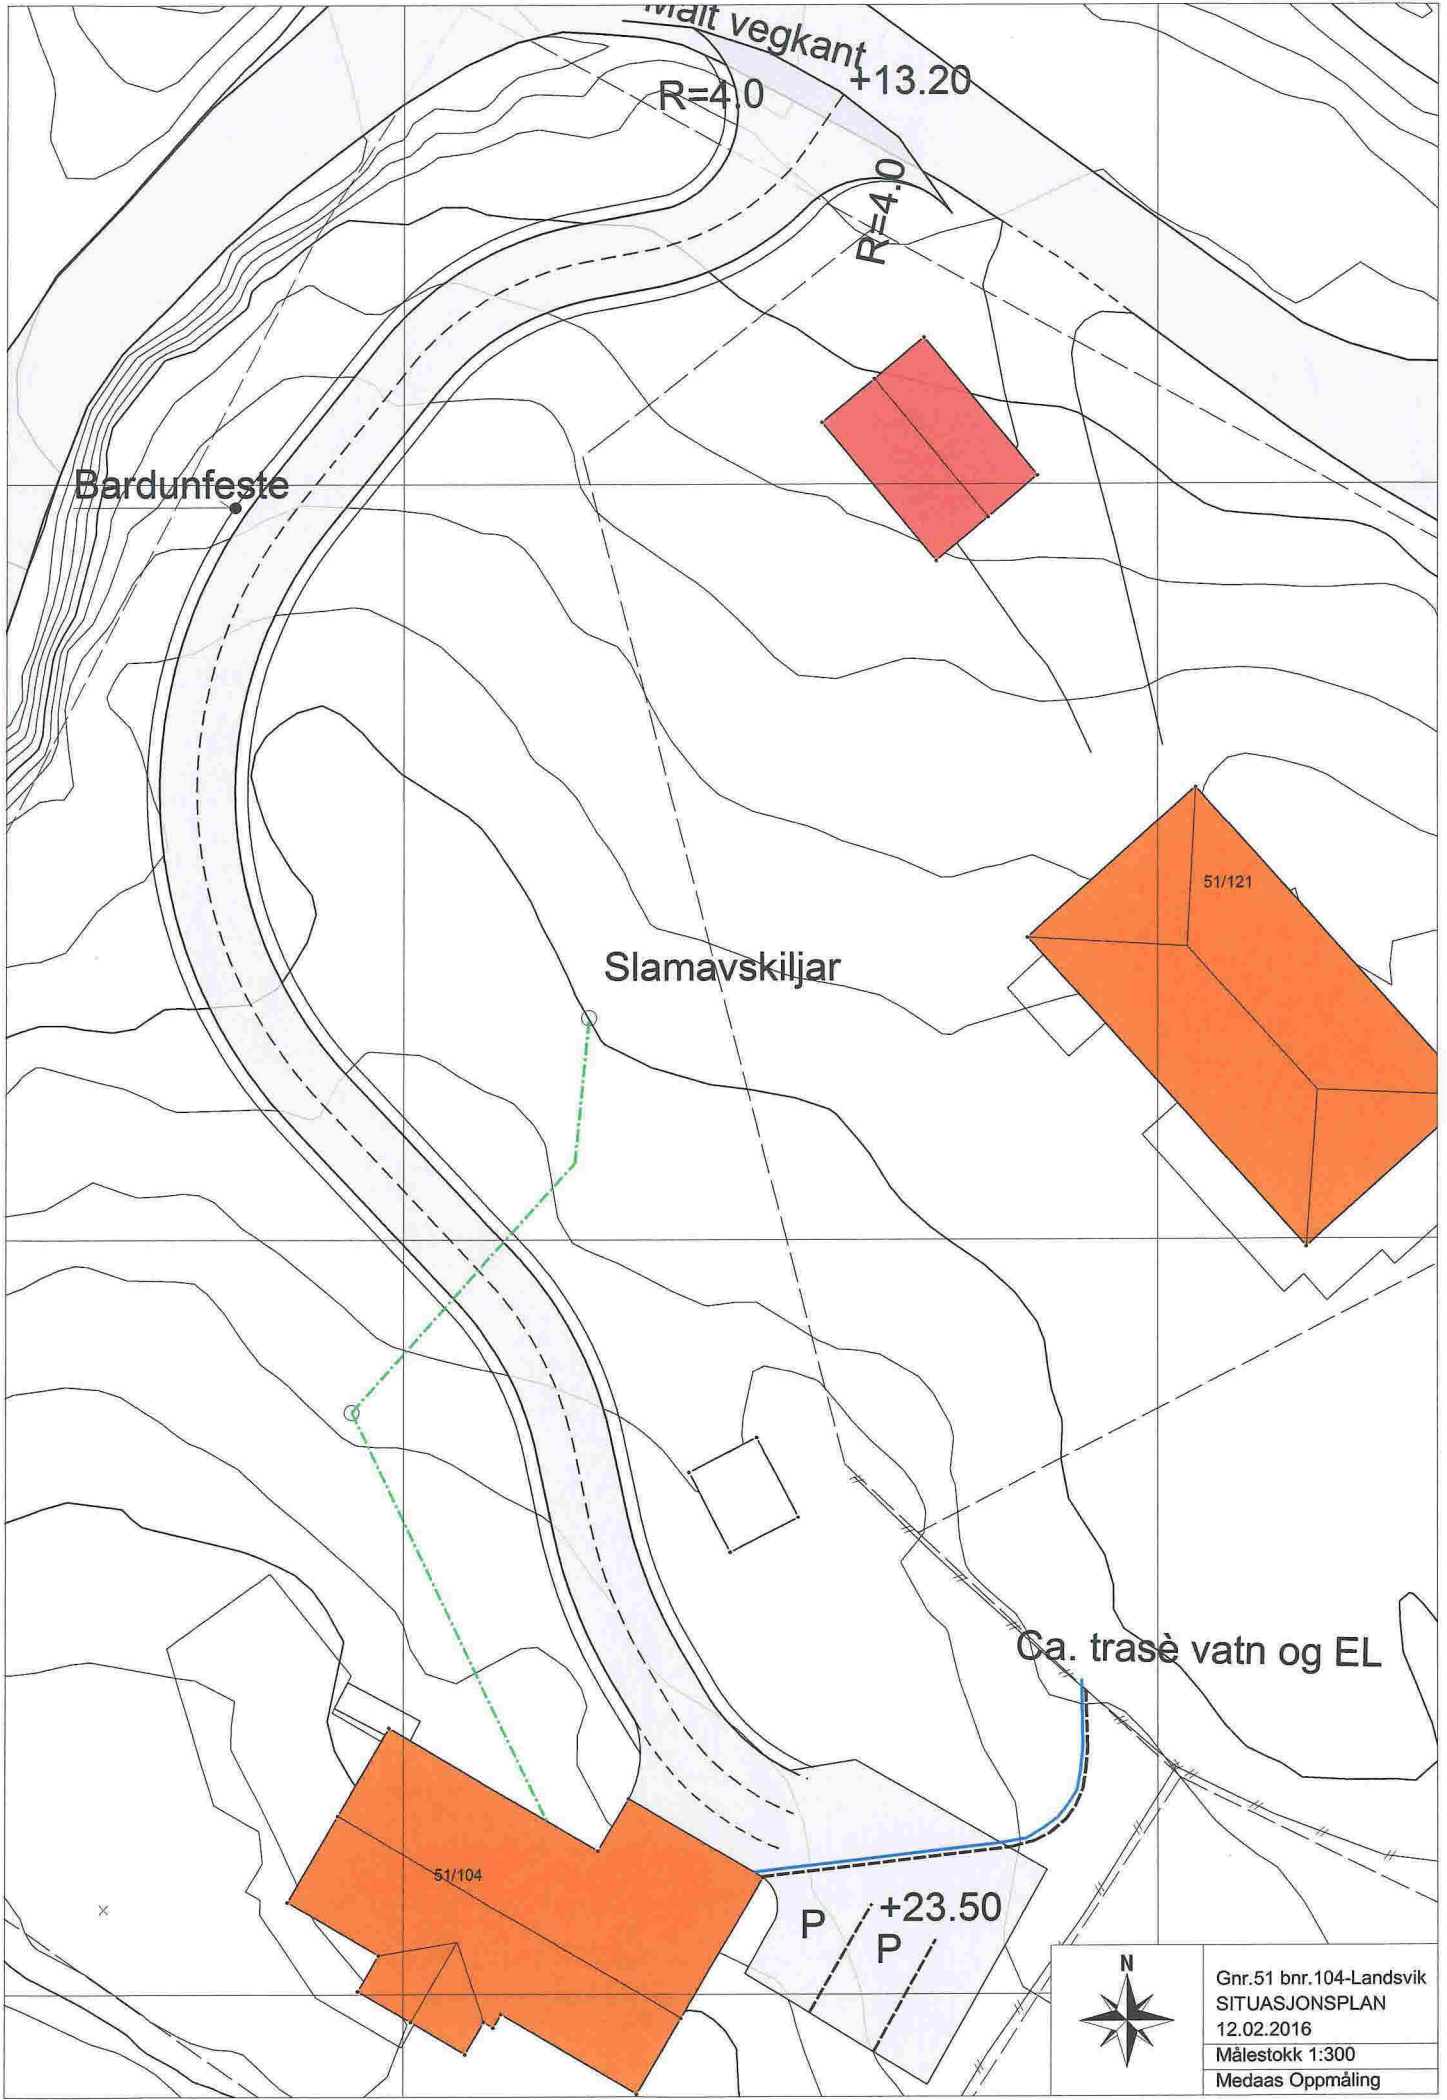 Målt vegkant
+13.20
R=4.0
R=4.0
Bardunfeste
51/121
Slamavskiljar
Ca. trasè vatn og EL
51/104
P
+23.50
P
N
Gnr.51 bnr.104-Landsvik
SITUASJONSPLAN
12.02.2016
Målestokk 1:300
Medaas Oppmåling